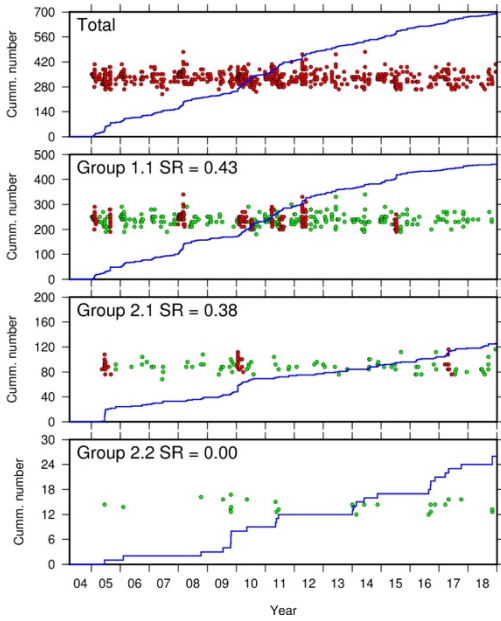 Total
Cumm. number
700
560
420
280
140
0
Group 1.1 SR = 0.43
Cumm. number
500
400
300
200
100
0
Group 2.1 SR = 0.38
Cumm. number
200
160
120
80
40
0
Group 2.2 SR = 0.00
Cumm. number
30
24
18
12
6
0
04 05 06 07 08 09 10 11 12 13 14 15 16 17 18
Year